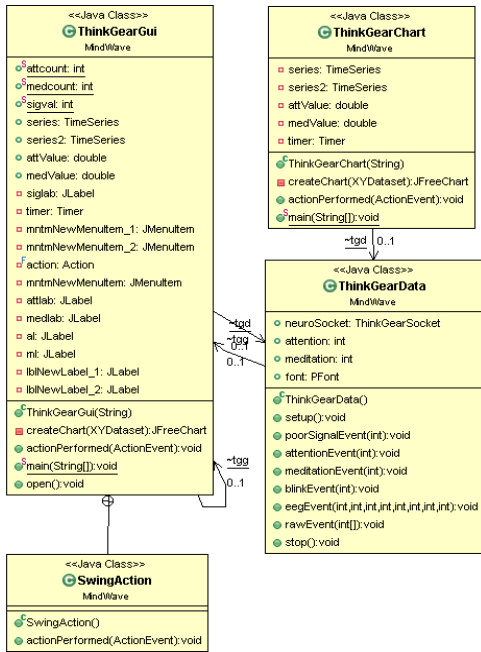 <<Java Class>>
ThinkGearGui
MindWave
attcount: int
medcount: int
sigval: int
series: TimeSeries
series2: TimeSeries
attValue: double
medValue: double
siglab: JLabel
timer: Timer
mntmNewMenuItem_1: JMenuItem
mntmNewMenuItem_2: JMenuItem
action: Action
mntmNewMenuItem: JMenuItem
attlab: JLabel
medlab: JLabel
al: JLabel
ml: JLabel
lblNewLabel_1: JLabel
lblNewLabel_2: JLabel
ThinkGearGui(String)
createChart(XYDataset):JFreeChart
actionPerformed(ActionEvent):void
main(String[]):void
open():void
<<Java Class>>
ThinkGearChart
MindWave
series: TimeSeries
series2: TimeSeries
attValue: double
medValue: double
timer: Timer
ThinkGearChart(String)
createChart(XYDataset):JFreeChart
actionPerformed(ActionEvent):void
main(String[]):void
~tgd 0..1
<<Java Class>>
ThinkGearData
MindWave
neuroSocket: ThinkGearSocket
attention: int
meditation: int
font: PFont
ThinkGearData()
setup():void
poorSignalEvent(int):void
attentionEvent(int):void
meditationEvent(int):void
blinkEvent(int):void
eegEvent(int,int,int,int,int,int,int,int):void
rawEvent(int[]):void
stop():void
~tgd
~tgg
0..1
0..1
~tgg
0..1
<<Java Class>>
SwingAction
MindWave
SwingAction()
actionPerformed(ActionEvent):void